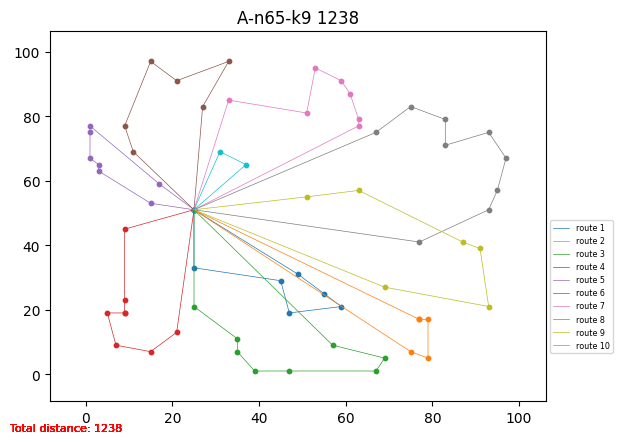 A-n65-k9 1238
100
80
60
40
20
0
0 20 40 60 80 100
route 1
route 2
route 3
route 4
route 5
route 6
route 7
route 8
route 9
route 10
Total distance: 1238